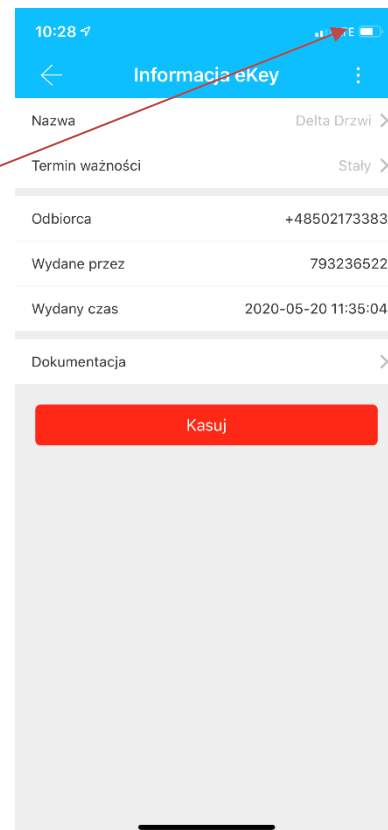 10:28
Informacja eKey
Nazwa Delta Drzwi
Termin ważności Stały
Odbiorca +48502173383
Wydane przez 793236522
Wydany czas 2020-05-20 11:35:04
Dokumentacja
Kasuj